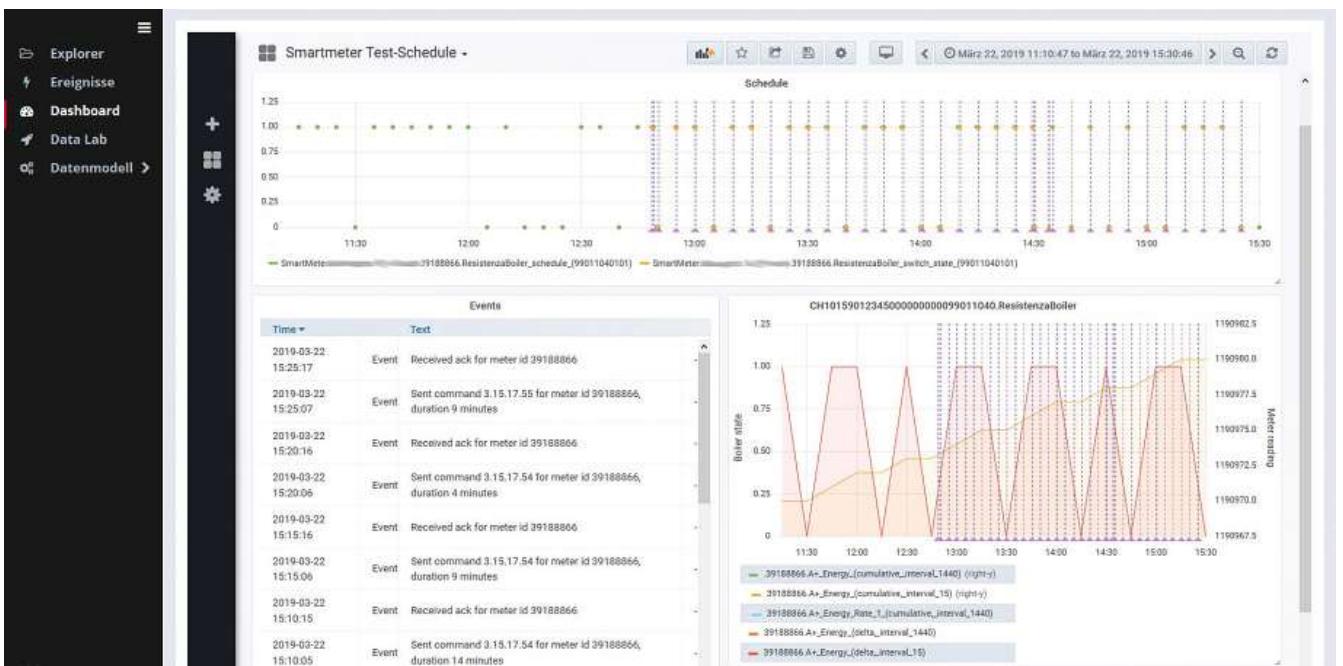 Explorer
Ereignisse
Dashboard
Data Lab
Datenmodell
Smartmeter Test-Schedule
März 22, 2019 11:10:47 to März 22, 2019 15:30:46
Schedule
1.25
1.00
0.75
0.50
0.25
0
11:30 12:00 12:30 13:00 13:30 14:00 14:30 15:00 15:30
SmartMeter 39188866.ResistenzaBoiler_schedule_(99011040101) SmartMeter 39188866.ResistenzaBoiler_switch_state_(99011040101)
Events
Time Text
2019-03-22
15:25:17 Event Received ack for meter id 39188866
2019-03-22
15:25:07 Event Sent command 3.15.17.55 for meter id 39188866,
duration 9 minutes
2019-03-22
15:20:16 Event Received ack for meter id 39188866
2019-03-22
15:20:06 Event Sent command 3.15.17.54 for meter id 39188866,
duration 4 minutes
2019-03-22
15:15:16 Event Received ack for meter id 39188866
2019-03-22
15:15:06 Event Sent command 3.15.17.54 for meter id 39188866,
duration 9 minutes
2019-03-22
15:10:15 Event Received ack for meter id 39188866
2019-03-22
15:10:05 Event Sent command 3.15.17.54 for meter id 39188866,
duration 14 minutes
.ResistenzaBoiler
1.25 1190982.5
1.00 1190980.0
1190977.5
0.75
1190975.0
0.50
1190972.5
0.25
1190970.0
0 1190967.5
Boiler state
Meter reading
11:30 12:00 12:30 13:00 13:30 14:00 14:30 15:00 15:30
.39188866.A+_Energy_(cumulative_interval_1440) (right-y)
39188866.A+_Energy_(cumulative_interval_15) (right-y)
39188866.A+_Energy_Rate_1_(cumulative_interval_1440)
39188866.A+_Energy_(delta_interval_1440)
39188866.A+_Energy_(delta_interval_15)